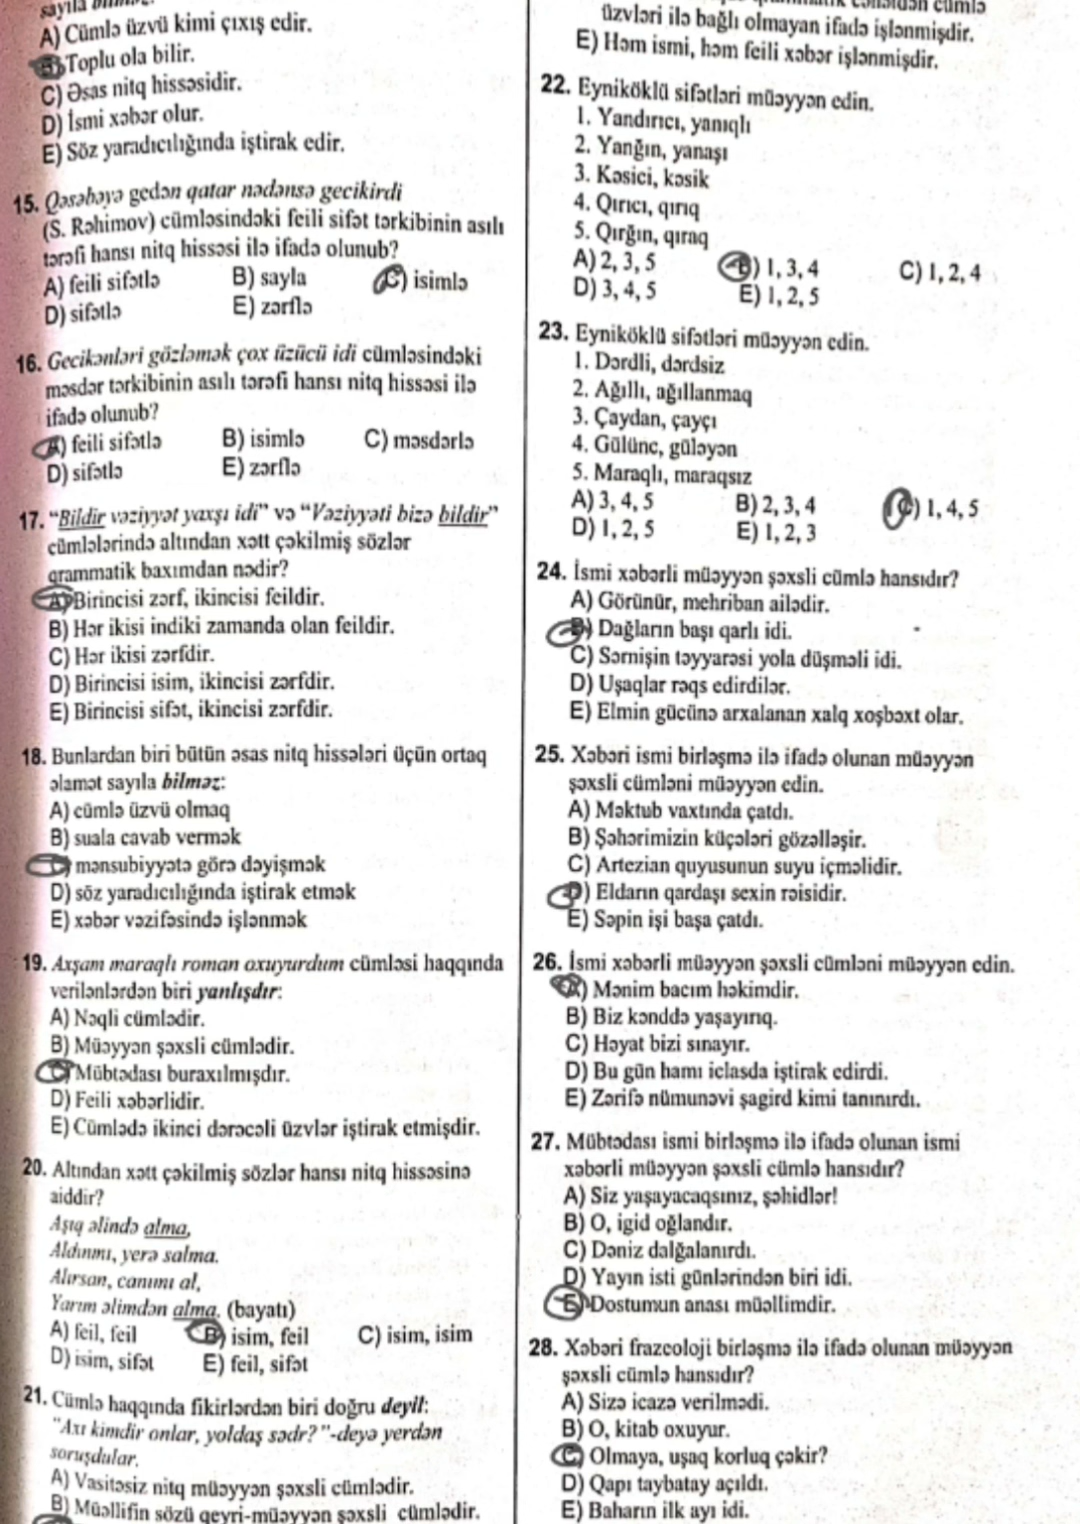 A) Cümlə üzvü kimi çıxış edir.
B) Toplu ola bilir.
C) Əsas nitq hissəsidir.
D) İsmi xəbər olur.
E) Söz yaradıcılığında iştirak edir.
15. Qəsəbəyə gedən qatar nədənsə gecikirdi
(S. Rəhimov) cümləsindəki feili sifət tərkibinin asılı
tərəfi hansı nitq hissəsi ilə ifadə olunub?
A) feili sifətlə B) sayla C) isimlə
D) sifətlə E) zərflə
16. Gecikənləri gözləmək çox üzücü idi cümləsindəki
məsdər tərkibinin asılı tərəfi hansı nitq hissəsi ilə
ifadə olunub?
A) feili sifətlə B) isimlə C) məsdərlə
D) sifətlə E) zərflə
17. “Bildir vəziyyət yaxşı idi” və “Vəziyyəti bizə bildir”
cümlələrində altından xətt çəkilmiş sözlər
qrammatik baxımdan nədir?
A) Birincisi zərf, ikincisi feildir.
B) Hər ikisi indiki zamanda olan feildir.
C) Hər ikisi zərfdir.
D) Birincisi isim, ikincisi zərfdir.
E) Birincisi sifət, ikincisi zərfdir.
18. Bunlardan biri bütün əsas nitq hissələri üçün ortaq
əlamət sayıla bilməz:
A) cümlə üzvü olmaq
B) suala cavab vermək
C) mənsubiyyətə görə dəyişmək
D) söz yaradıcılığında iştirak etmək
E) xəbər vəzifəsində işlənmək
19. Axşam maraqlı roman oxuyurdum cümləsi haqqında
verilənlərdən biri yanlışdır:
A) Nəqli cümlədir.
B) Müəyyən şəxsli cümlədir.
C) Mübtədası buraxılmışdır.
D) Feili xəbərlidir.
E) Cümlədə ikinci dərəcəli üzvlər iştirak etmişdir.
20. Altından xətt çəkilmiş sözlər hansı nitq hissəsinə
aiddir?
Aşıq əlində alma,
Aldınmı, yerə salma.
Alırsan, canımı al,
Yarım əlimdən alma. (bayatı)
A) feil, feil B) isim, feil C) isim, isim
D) isim, sifət E) feil, sifət
21. Cümlə haqqında fikirlərdən biri doğru deyil:
"Axı kimdir onlar, yoldaş sədr?"-deyə yerdən
soruşdular.
A) Vasitəsiz nitq müəyyən şəxsli cümlədir.
B) Müəllifin sözü qeyri-müəyyən şəxsli cümlədir.
üzvləri ilə bağlı olmayan ifadə işlənmişdir.
E) Həm ismi, həm feili xəbər işlənmişdir.
22. Eyniköklü sifətləri müəyyən edin.
1. Yandırıcı, yanıqlı
2. Yanğın, yanaşı
3. Kəsici, kəsik
4. Qırıcı, qırıq
5. Qırğın, qıraq
A) 2, 3, 5 B) 1, 3, 4 C) 1, 2, 4
D) 3, 4, 5 E) 1, 2, 5
23. Eyniköklü sifətləri müəyyən edin.
1. Dərdli, dərdsiz
2. Ağıllı, ağıllanmaq
3. Çaydan, çayçı
4. Gülünc, güləyən
5. Maraqlı, maraqsız
A) 3, 4, 5 B) 2, 3, 4 C) 1, 4, 5
D) 1, 2, 5 E) 1, 2, 3
24. İsmi xəbərli müəyyən şəxsli cümlə hansıdır?
A) Görünür, mehriban ailədir.
B) Dağların başı qarlı idi.
C) Sərnişin təyyarəsi yola düşməli idi.
D) Uşaqlar rəqs edirdilər.
E) Elmin gücünə arxalanan xalq xoşbəxt olar.
25. Xəbəri ismi birləşmə ilə ifadə olunan müəyyən
şəxsli cümləni müəyyən edin.
A) Məktub vaxtında çatdı.
B) Şəhərimizin küçələri gözəlləşir.
C) Artezian quyusunun suyu içməlidir.
D) Eldarın qardaşı sexin rəisidir.
E) Səpin işi başa çatdı.
26. İsmi xəbərli müəyyən şəxsli cümləni müəyyən edin.
A) Mənim bacım həkimdir.
B) Biz kənddə yaşayırıq.
C) Həyat bizi sınayır.
D) Bu gün hamı iclasda iştirak edirdi.
E) Zərifə nümunəvi şagird kimi tanınırdı.
27. Mübtədası ismi birləşmə ilə ifadə olunan ismi
xəbərli müəyyən şəxsli cümlə hansıdır?
A) Siz yaşayacaqsınız, şəhidlər!
B) O, igid oğlandır.
C) Dəniz dalğalanırdı.
D) Yayın isti günlərindən biri idi.
E) Dostumun anası müəllimdir.
28. Xəbəri frazeoloji birləşmə ilə ifadə olunan müəyyən
şəxsli cümlə hansıdır?
A) Sizə icazə verilmədi.
B) O, kitab oxuyur.
C) Olmaya, uşaq korluq çəkir?
D) Qapı taybatay açıldı.
E) Baharın ilk ayı idi.